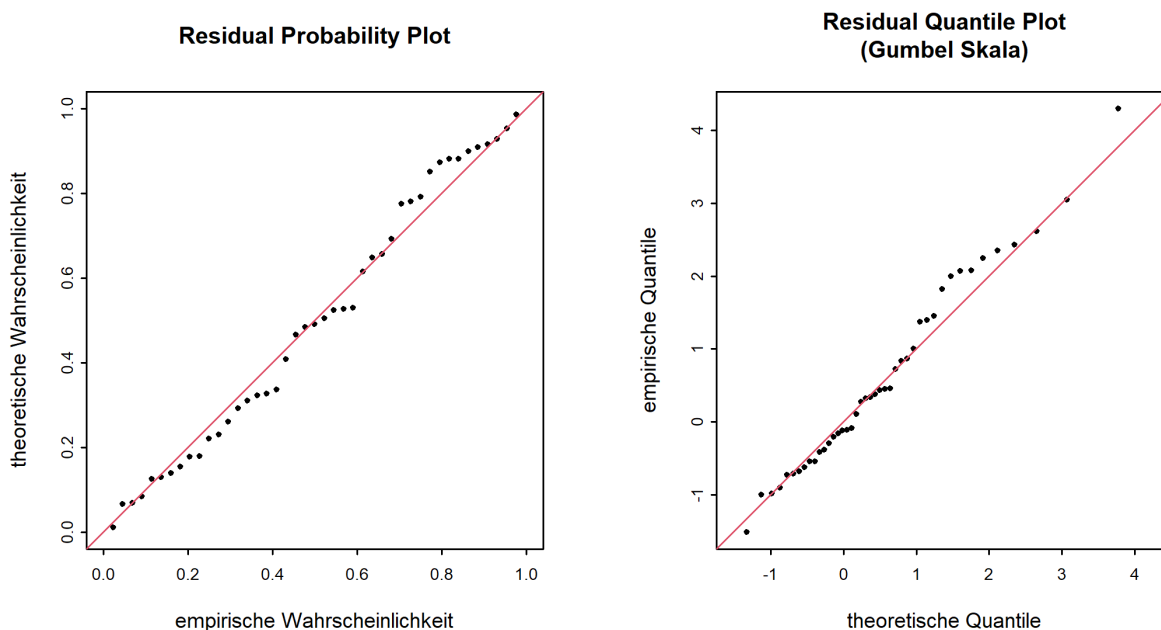 Residual Probability Plot
theoretische Wahrscheinlichkeit
0.0 0.2 0.4 0.6 0.8 1.0
0.0 0.2 0.4 0.6 0.8 1.0
empirische Wahrscheinlichkeit
Residual Quantile Plot
(Gumbel Skala)
empirische Quantile
-1 0 1 2 3 4
-1 0 1 2 3 4
theoretische Quantile